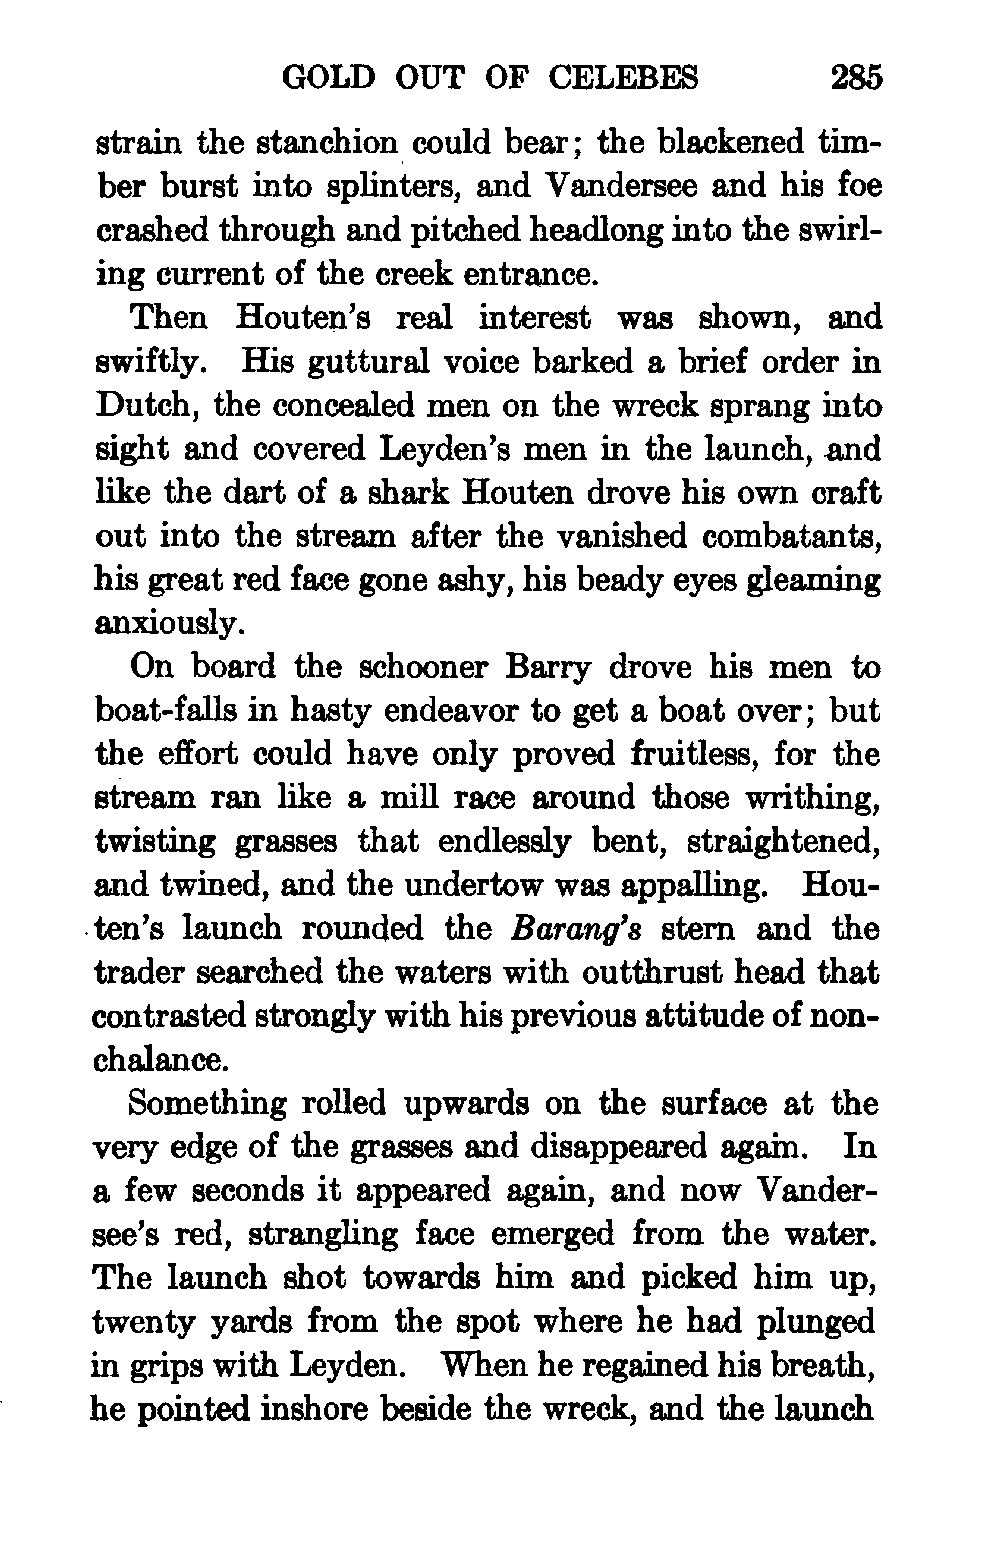 GOLD OUT OF CELEBES 285
strain the stanchion could bear; the blackened tim-
ber burst into splinters, and Vandersee and his foe
crashed through and pitched headlong into the swirl-
ing current of the creek entrance.
Then Houten's real interest was shown, and
swiftly. His guttural voice barked a brief order in
Dutch, the concealed men on the wreck sprang into
sight and covered Leyden's men in the launch, and
like the dart of a shark Houten drove his own craft
out into the stream after the vanished combatants,
his great red face gone ashy, his beady eyes gleaming
anxiously.
On board the schooner Barry drove his men to
boat-falls in hasty endeavor to get a boat over; but
the effort could have only proved fruitless, for the
stream ran like a mill race around those writhing,
twisting grasses that endlessly bent, straightened,
and twined, and the undertow was appalling. Hou-
ten's launch rounded the Barang's stern and the
trader searched the waters with outthrust head that
contrasted strongly with his previous attitude of non-
chalance.
Something rolled upwards on the surface at the
very edge of the grasses and disappeared again. In
a few seconds it appeared again, and now Vander-
see's red, strangling face emerged from the water.
The launch shot towards him and picked him up,
twenty yards from the spot where he had plunged
in grips with Leyden. When he regained his breath,
he pointed inshore beside the wreck, and the launch